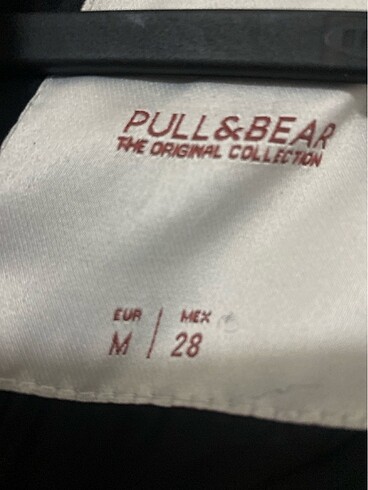 PULL&BEAR
THE ORIGINAL COLLECTION
EUR | MEX
M | 28